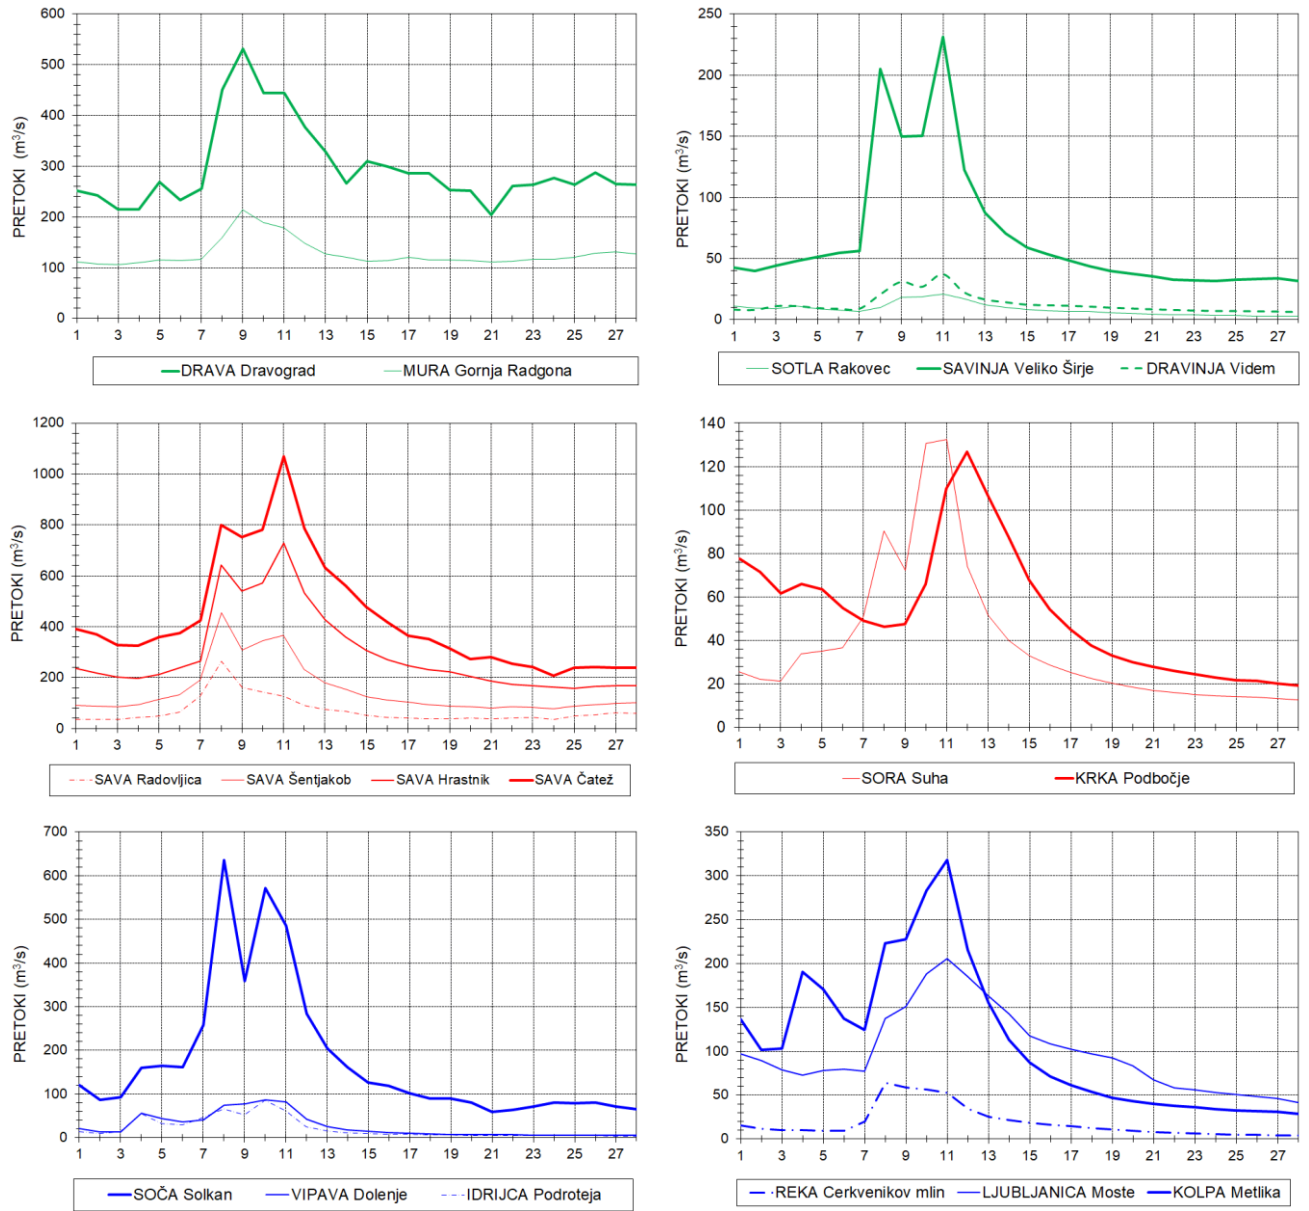 PRETOKI (m³/s)
600
500
400
300
200
100
0
1 3 5 7 9 11 13 15 17 19 21 23 25 27
DRAVA Dravograd MURA Gornja Radgona
PRETOKI (m³/s)
250
200
150
100
50
0
1 3 5 7 9 11 13 15 17 19 21 23 25 27
SOTLA Rakovec SAVINJA Veliko Širje DRAVINJA Videm
PRETOKI (m³/s)
1200
1000
800
600
400
200
0
1 3 5 7 9 11 13 15 17 19 21 23 25 27
SAVA Radovljica SAVA Šentjakob SAVA Hrastnik SAVA Čatež
PRETOKI (m³/s)
140
120
100
80
60
40
20
0
1 3 5 7 9 11 13 15 17 19 21 23 25 27
SORA Suha KRKA Podbočje
PRETOKI (m³/s)
700
600
500
400
300
200
100
0
1 3 5 7 9 11 13 15 17 19 21 23 25 27
SOČA Solkan VIPAVA Dolenje IDRIJCA Podroteja
PRETOKI (m³/s)
350
300
250
200
150
100
50
0
1 3 5 7 9 11 13 15 17 19 21 23 25 27
REKA Cerkvenikov mlin LJUBLJANICA Moste KOLPA Metlika